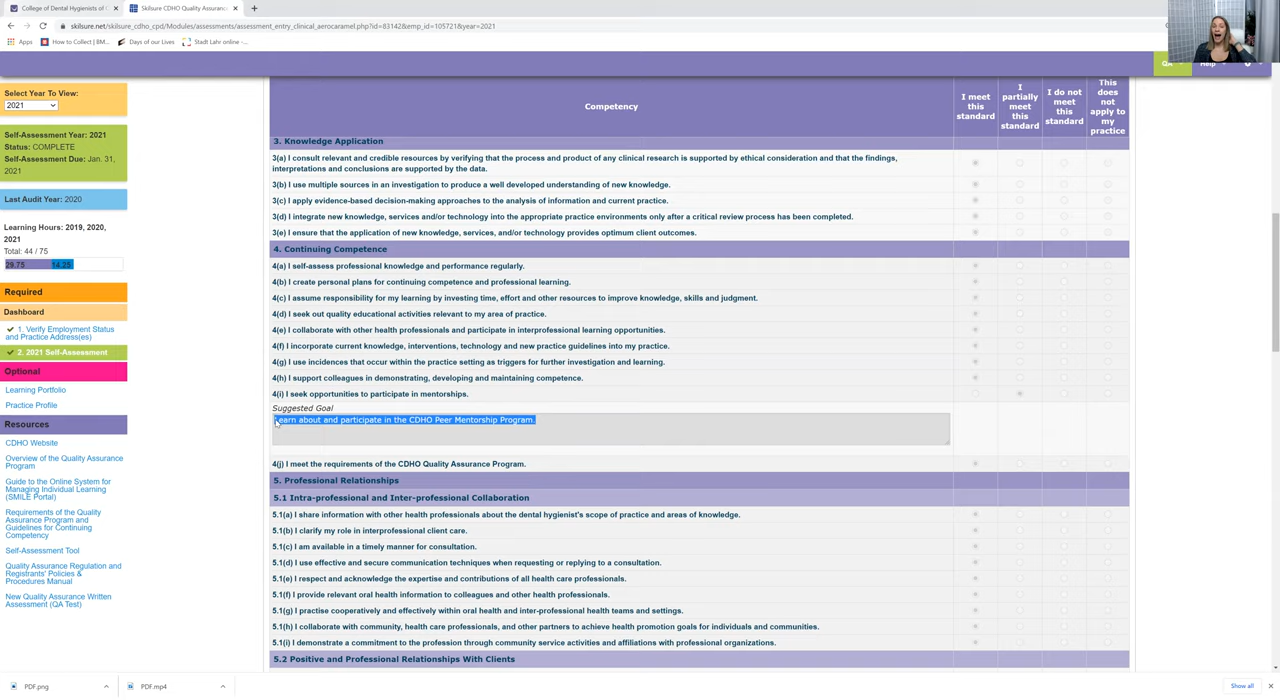 College of Dental Hygienists of C
Skilsure CDHO Quality Assuranc
skilsure.net/skilsure_cdho_cpd/Modules/assessments/assessment_entry_clinical_aerocaramel.php?id=83142&emp_id=105721&year=2021
Apps
How to Collect | BM...
Days of our Lives
Stadt Lahr online -...
QA
Help
Select Year To View:
2021
Self-Assessment Year: 2021
Status: COMPLETE
Self-Assessment Due: Jan. 31,
2021
Last Audit Year: 2020
Learning Hours: 2019, 2020,
2021
Total: 44 / 75
29.75
14.25
Required
Dashboard
1. Verify Employment Status
and Practice Address(es)
2. 2021 Self-Assessment
Optional
Learning Portfolio
Practice Profile
Resources
CDHO Website
Overview of the Quality Assurance
Program
Guide to the Online System for
Managing Individual Learning
(SMILE Portal)
Requirements of the Quality
Assurance Program and
Guidelines for Continuing
Competency
Self-Assessment Tool
Quality Assurance Regulation and
Registrants' Policies &
Procedures Manual
New Quality Assurance Written
Assessment (QA Test)
Competency
I meet
this
standard
I
partially
meet
this
standard
I do not
meet
this
standard
This
does
not
apply to
my
practice
3. Knowledge Application
3(a) I consult relevant and credible resources by verifying that the process and product of any clinical research is supported by ethical consideration and that the findings,
interpretations and conclusions are supported by the data.
3(b) I use multiple sources in an investigation to produce a well developed understanding of new knowledge.
3(c) I apply evidence-based decision-making approaches to the analysis of information and current practice.
3(d) I integrate new knowledge, services and/or technology into the appropriate practice environments only after a critical review process has been completed.
3(e) I ensure that the application of new knowledge, services, and/or technology provides optimum client outcomes.
4. Continuing Competence
4(a) I self-assess professional knowledge and performance regularly.
4(b) I create personal plans for continuing competence and professional learning.
4(c) I assume responsibility for my learning by investing time, effort and other resources to improve knowledge, skills and judgment.
4(d) I seek out quality educational activities relevant to my area of practice.
4(e) I collaborate with other health professionals and participate in interprofessional learning opportunities.
4(f) I incorporate current knowledge, interventions, technology and new practice guidelines into my practice.
4(g) I use incidences that occur within the practice setting as triggers for further investigation and learning.
4(h) I support colleagues in demonstrating, developing and maintaining competence.
4(i) I seek opportunities to participate in mentorships.
Suggested Goal
Learn about and participate in the CDHO Peer Mentorship Program.
4(j) I meet the requirements of the CDHO Quality Assurance Program.
5. Professional Relationships
5.1 Intra-professional and Inter-professional Collaboration
5.1(a) I share information with other health professionals about the dental hygienist's scope of practice and areas of knowledge.
5.1(b) I clarify my role in interprofessional client care.
5.1(c) I am available in a timely manner for consultation.
5.1(d) I use effective and secure communication techniques when requesting or replying to a consultation.
5.1(e) I respect and acknowledge the expertise and contributions of all health care professionals.
5.1(f) I provide relevant oral health information to colleagues and other health professionals.
5.1(g) I practise cooperatively and effectively within oral health and inter-professional health teams and settings.
5.1(h) I collaborate with community, health care professionals, and other partners to achieve health promotion goals for individuals and communities.
5.1(i) I demonstrate a commitment to the profession through community service activities and affiliations with professional organizations.
5.2 Positive and Professional Relationships With Clients
PDF.png
PDF.mp4
Show all